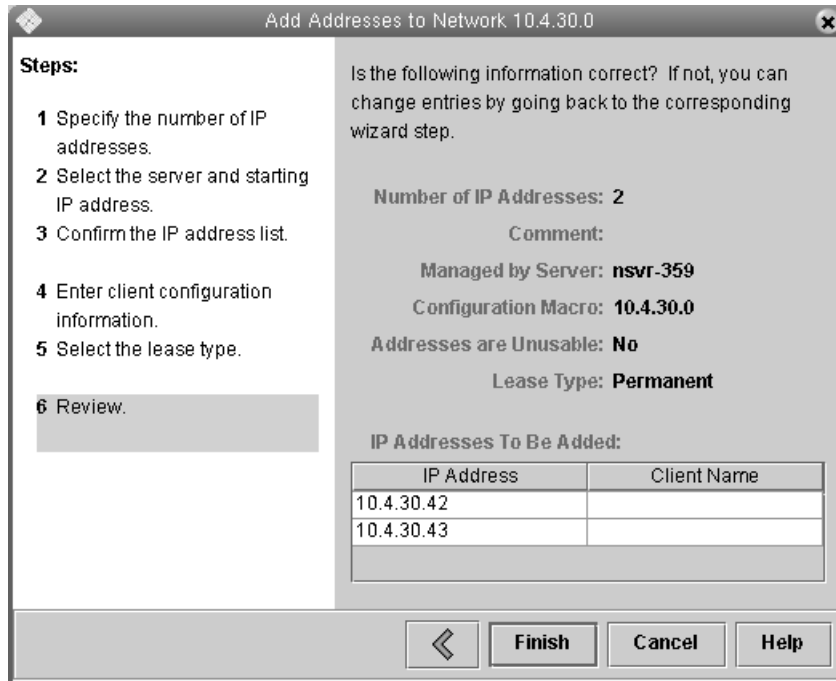 Add Addresses to Network 10.4.30.0
Steps:
1 Specify the number of IP
addresses.
2 Select the server and starting
IP address.
3 Confirm the IP address list.
4 Enter client configuration
information.
5 Select the lease type.
6 Review.
Is the following information correct? If not, you can
change entries by going back to the corresponding
wizard step.
Number of IP Addresses: 2
Comment:
Managed by Server: nsvr-359
Configuration Macro: 10.4.30.0
Addresses are Unusable: No
Lease Type: Permanent
IP Addresses To Be Added:
IP Address Client Name
10.4.30.42
10.4.30.43
Finish Cancel Help